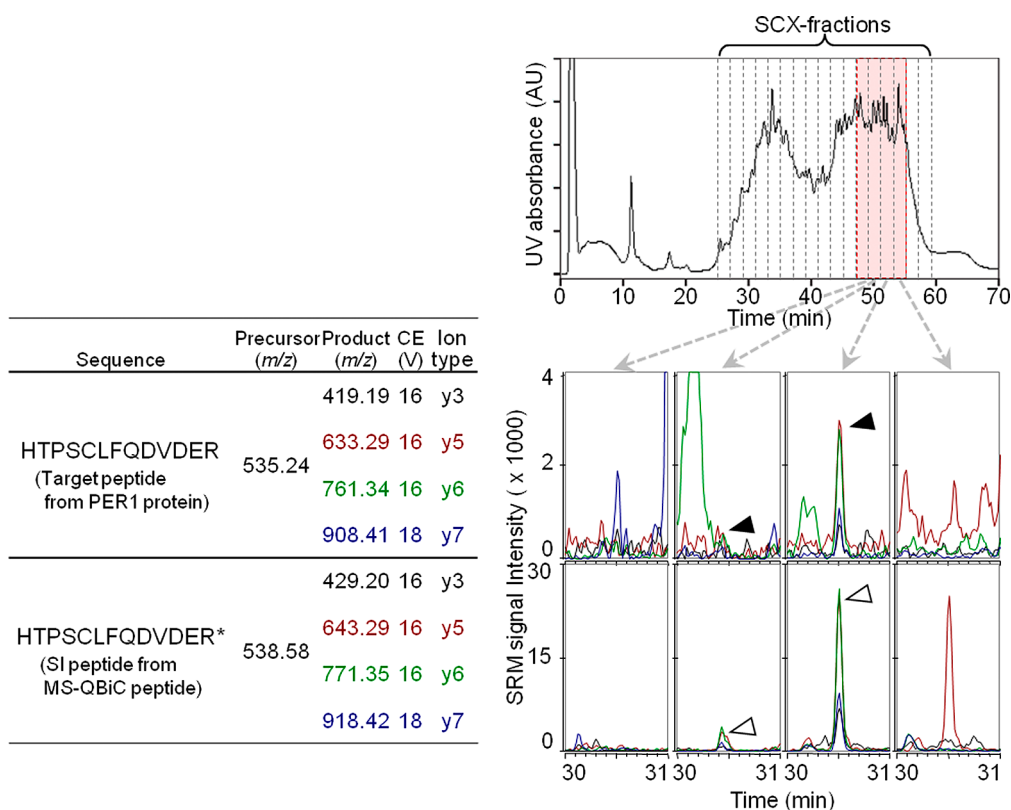 SCX-fractions
UV absorbance (AU)
0 10 20 30 40 50 60 70
Time (min)
Sequence Precursor (m/z) Product (m/z) CE (V) Ion type
HTPSCLFQDVDER
(Target peptide
from PER1 protein)
535.24
419.19 16 y3
633.29 16 y5
761.34 16 y6
908.41 18 y7
HTPSCLFQDVDER*
(SI peptide from
MS-QBiC peptide)
538.58
429.20 16 y3
643.29 16 y5
771.35 16 y6
918.42 18 y7
SRM signal Intensity ( x 1000)
4
2
0
30
15
0
30 31 30 31 30 31 30 31
Time (min)